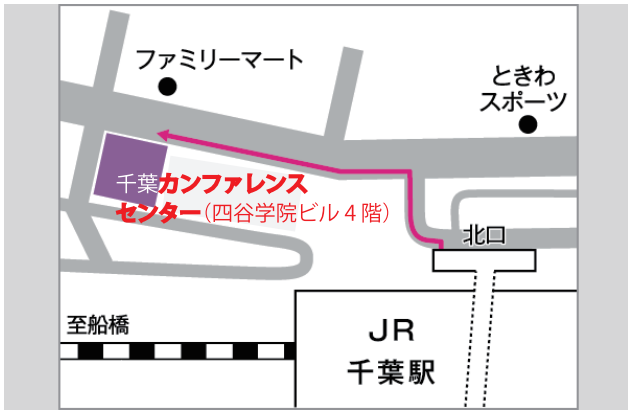 ファミリーマート
ときわ
スポーツ
千葉カンファレンス
センター(四谷学院ビル4階)
北口
至船橋
JR
千葉駅